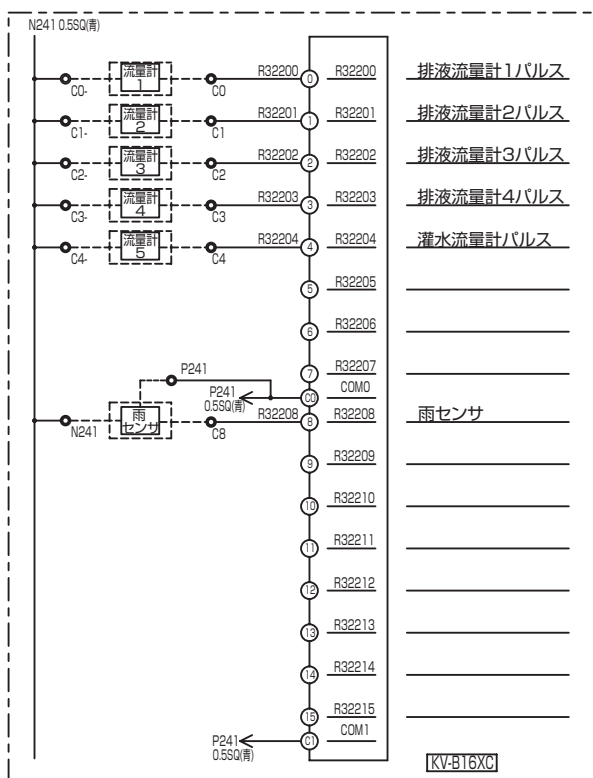 N241 0.5SQ(青)
流量計 1 C0- C0 R32200 0 R32200 排液流量計1パルス
流量計 2 C1- C1 R32201 1 R32201 排液流量計2パルス
流量計 3 C2- C2 R32202 2 R32202 排液流量計3パルス
流量計 4 C3- C3 R32203 3 R32203 排液流量計4パルス
流量計 5 C4- C4 R32204 4 R32204 灌水流量計パルス
5 R32205
6 R32206
7 R32207
P241
P241 0.5SQ(青) C0 COM0
N241 雨センサ C8 R32208 8 R32208 雨センサ
9 R32209
10 R32210
11 R32211
12 R32212
13 R32213
14 R32214
15 R32215
P241 0.5SQ(青) C1 COM1
KV-B16XC